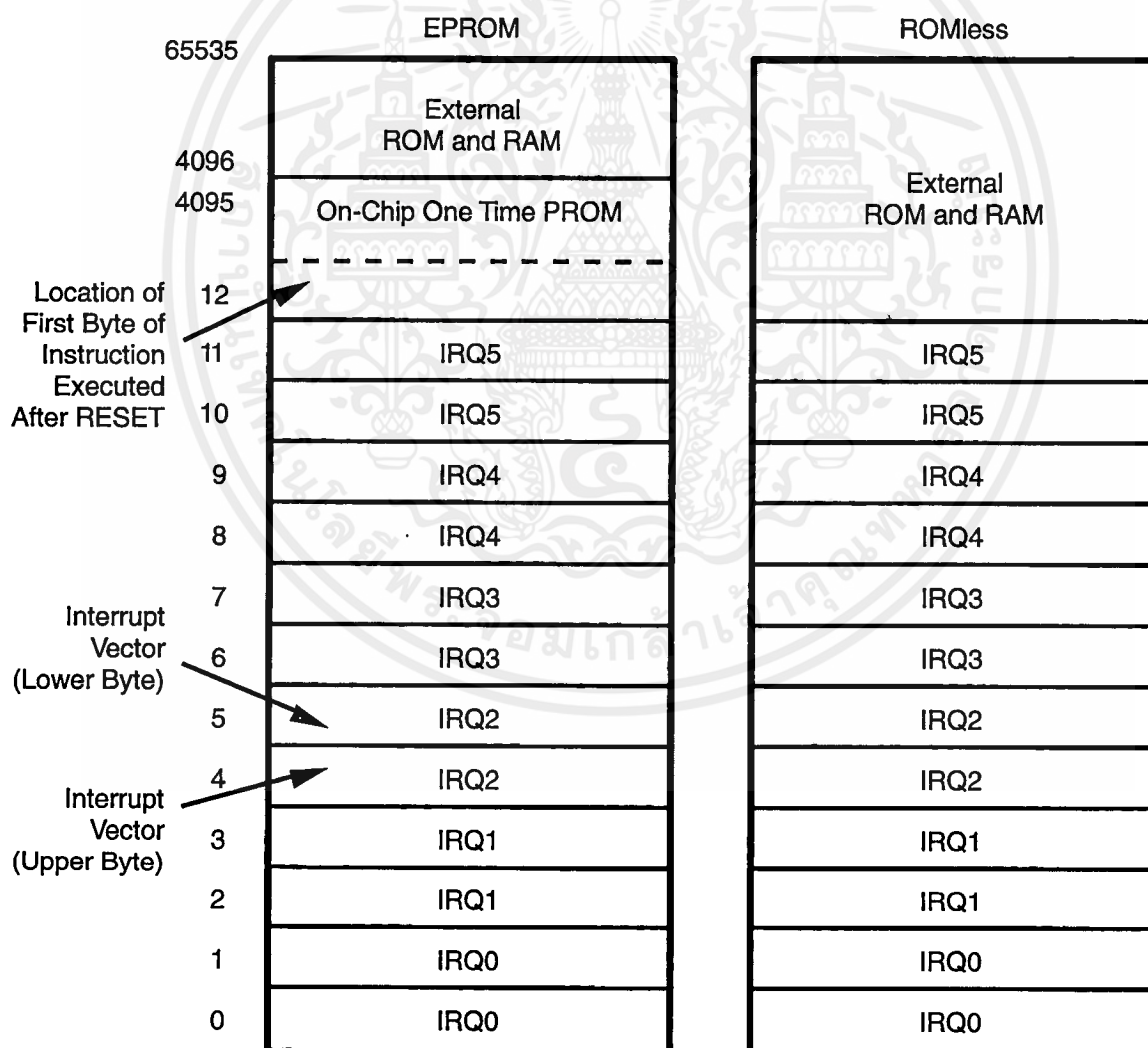 EPROM
ROMless
65535
External
ROM and RAM
4096
4095
On-Chip One Time PROM
External
ROM and RAM
Location of
First Byte of
Instruction
Executed
After RESET
12
11
IRQ5
IRQ5
10
IRQ5
IRQ5
9
IRQ4
IRQ4
8
IRQ4
IRQ4
7
IRQ3
IRQ3
Interrupt
Vector
(Lower Byte)
6
IRQ3
IRQ3
5
IRQ2
IRQ2
4
IRQ2
IRQ2
Interrupt
Vector
(Upper Byte)
3
IRQ1
IRQ1
2
IRQ1
IRQ1
1
IRQ0
IRQ0
0
IRQ0
IRQ0